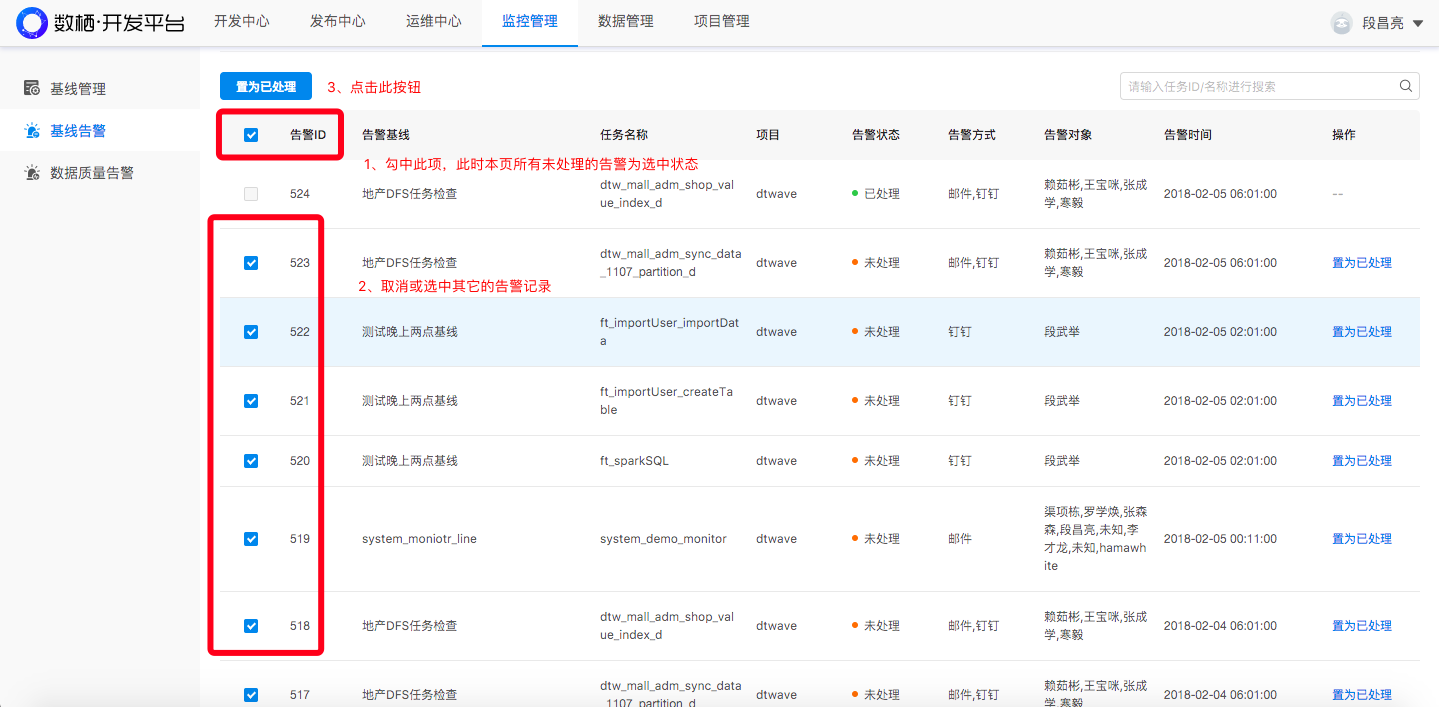 数栖·开发平台
开发中心
发布中心
运维中心
监控管理
数据管理
项目管理
段昌亮
基线管理
基线告警
数据质量告警
置为已处理
3、点击此按钮
请输入任务ID/名称进行搜索
告警ID
告警基线
任务名称
项目
告警状态
告警方式
告警对象
告警时间
操作
1、勾中此项，此时本页所有未处理的告警为选中状态
524
地产DFS任务检查
dtw_mall_adm_shop_val
ue_index_d
dtwave
已处理
邮件,钉钉
赖茹彬,王宝咪,张成
学,寒毅
2018-02-05 06:01:00
--
523
地产DFS任务检查
dtw_mall_adm_sync_data
_1107_partition_d
dtwave
未处理
邮件,钉钉
赖茹彬,王宝咪,张成
学,寒毅
2018-02-05 06:01:00
置为已处理
2、取消或选中其它的告警记录
522
测试晚上两点基线
ft_importUser_importDat
a
dtwave
未处理
钉钉
段武举
2018-02-05 02:01:00
置为已处理
521
测试晚上两点基线
ft_importUser_createTa
ble
dtwave
未处理
钉钉
段武举
2018-02-05 02:01:00
置为已处理
520
测试晚上两点基线
ft_sparkSQL
dtwave
未处理
钉钉
段武举
2018-02-05 02:01:00
置为已处理
519
system_moniotr_line
system_demo_monitor
dtwave
未处理
邮件
渠项栋,罗学焕,张森
森,段昌亮,未知,李
才龙,未知,hamawh
ite
2018-02-05 00:11:00
置为已处理
518
地产DFS任务检查
dtw_mall_adm_shop_val
ue_index_d
dtwave
未处理
邮件,钉钉
赖茹彬,王宝咪,张成
学,寒毅
2018-02-04 06:01:00
置为已处理
517
地产DFS任务检查
dtw_mall_adm_sync_data
_1107_partition_d
dtwave
未处理
邮件,钉钉
赖茹彬,王宝咪,张成
学,寒毅
2018-02-04 06:01:00
置为已处理